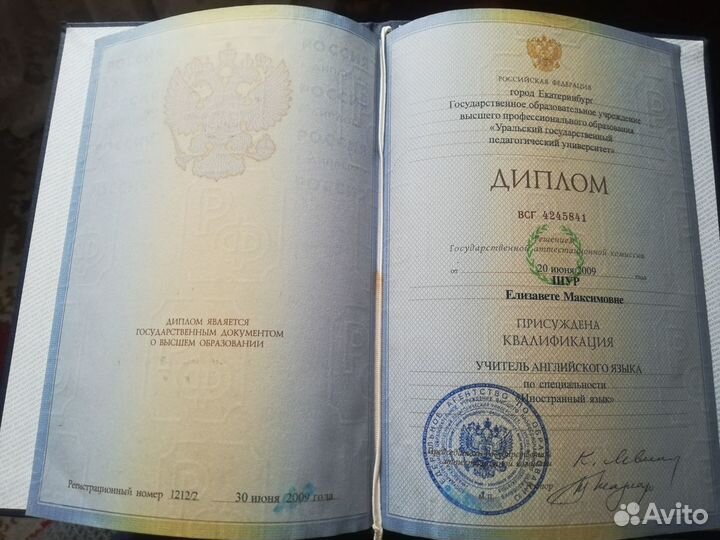 ДИПЛОМ ЯВЛЯЕТСЯ
ГОСУДАРСТВЕННЫМ ДОКУМЕНТОМ
О ВЫСШЕМ ОБРАЗОВАНИИ
Регистрационный номер 1212/2 30 июня 2009 года
РОССИЙСКАЯ ФЕДЕРАЦИЯ
город Екатеринбург
Государственное образовательное учреждение
высшего профессионального образования
«Уральский государственный
педагогический университет»
ДИПЛОМ
ВСГ 4245841
Решением
Государственной аттестационной комиссии
от 20 июня 2009 года
ШУР
Елизавете Максимовне
ПРИСУЖДЕНА
КВАЛИФИКАЦИЯ
УЧИТЕЛЬ АНГЛИЙСКОГО ЯЗЫКА
по специальности
«Иностранный язык»
Avito